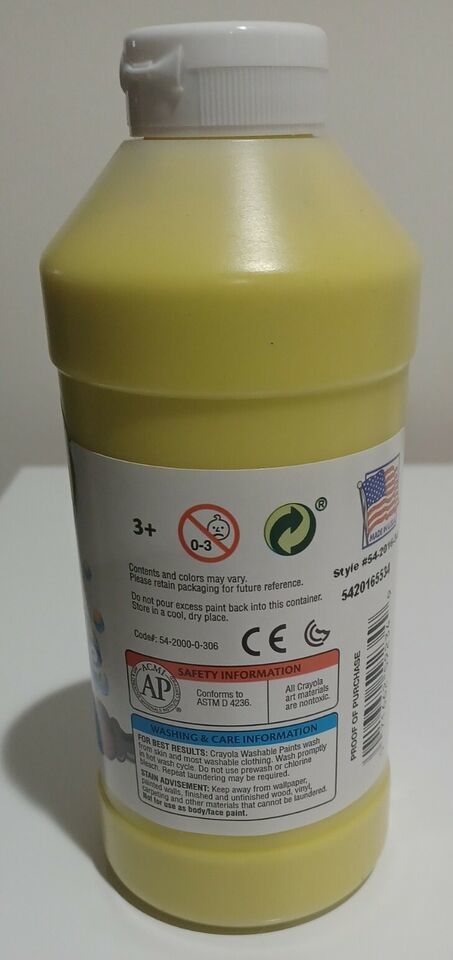 3+
0-3
®
MADE IN U.S.A.
Contents and colors may vary.
Please retain packaging for future reference.
Do not pour excess paint back into this container.
Store in a cool, dry place.
Code#: 54-2000-0-306
CE
Style #54-2016-
5420165534
PROOF OF PURCHASE
SAFETY INFORMATION
ACMI
AP
Conforms to
ASTM D 4236.
All Crayola
art materials
are nontoxic.
WASHING & CARE INFORMATION
FOR BEST RESULTS: Crayola Washable Paints wash
from skin and most washable clothing. Wash promptly
in hot wash cycle. Do not use prewash or chlorine
bleach. Repeat laundering may be required.
STAIN ADVISEMENT: Keep away from wallpaper,
painted walls, finished and unfinished wood, vinyl,
carpeting and other materials that cannot be laundered.
Not for use as body/face paint.